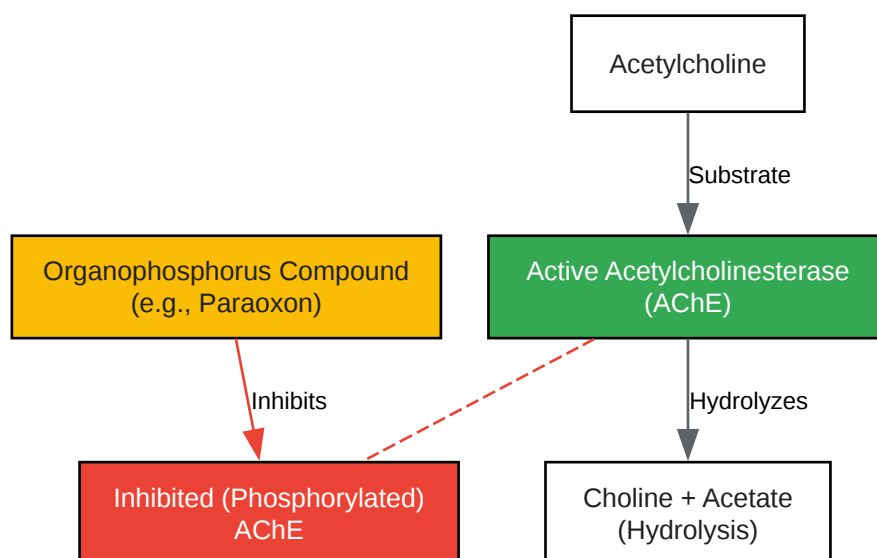 Acetylcholine
Substrate
Organophosphorus Compound
(e.g., Paraoxon)
Active Acetylcholinesterase
(AChE)
Inhibits
Hydrolyzes
Inhibited (Phosphorylated)
AChE
Choline + Acetate
(Hydrolysis)